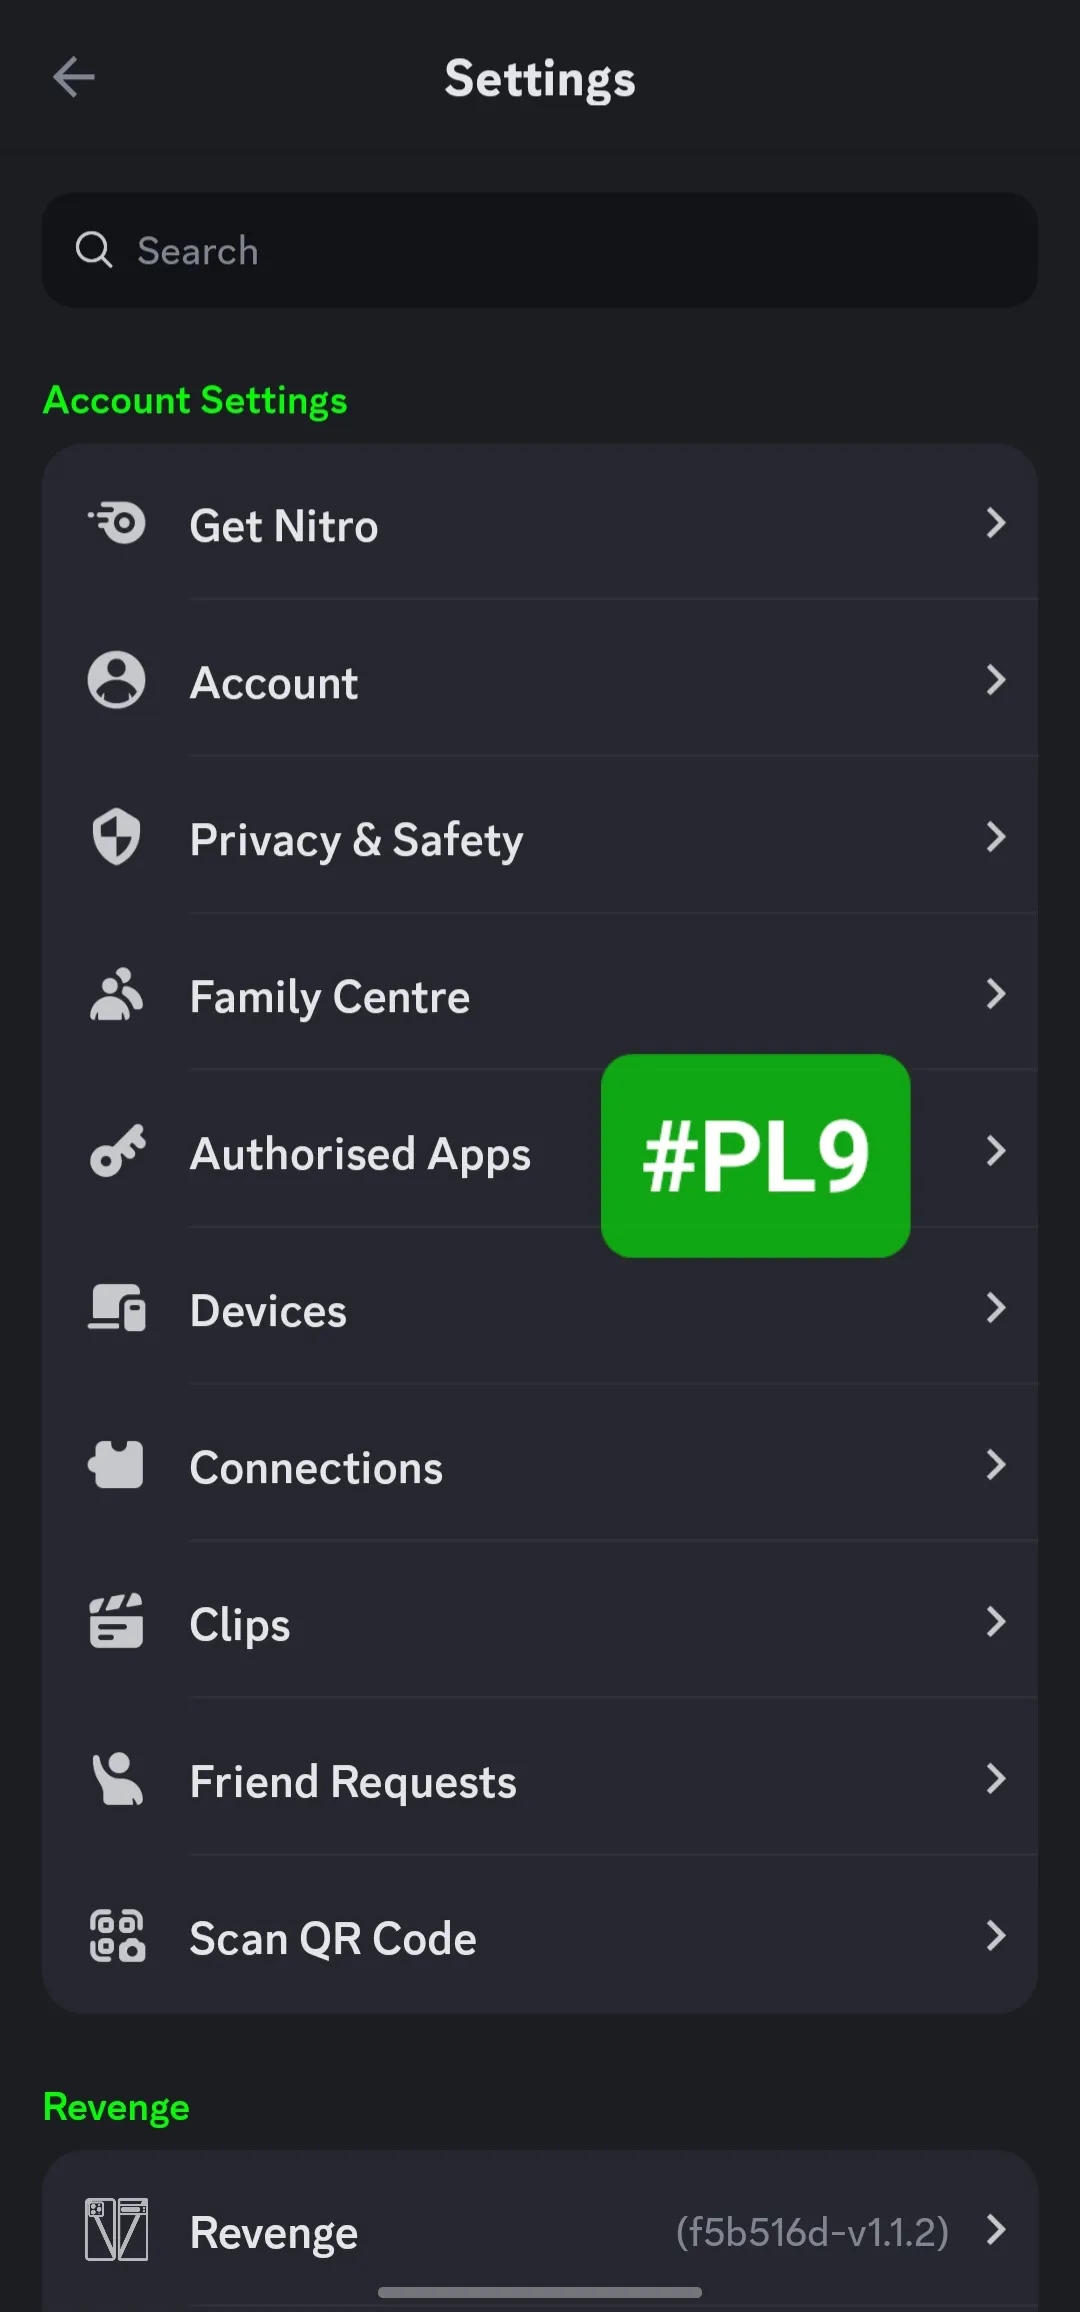 Settings
Search
Account Settings
Get Nitro
Account
Privacy & Safety
Family Centre
Authorised Apps
#PL9
Devices
Connections
Clips
Friend Requests
Scan QR Code
Revenge
Revenge (f5b516d-v1.1.2)